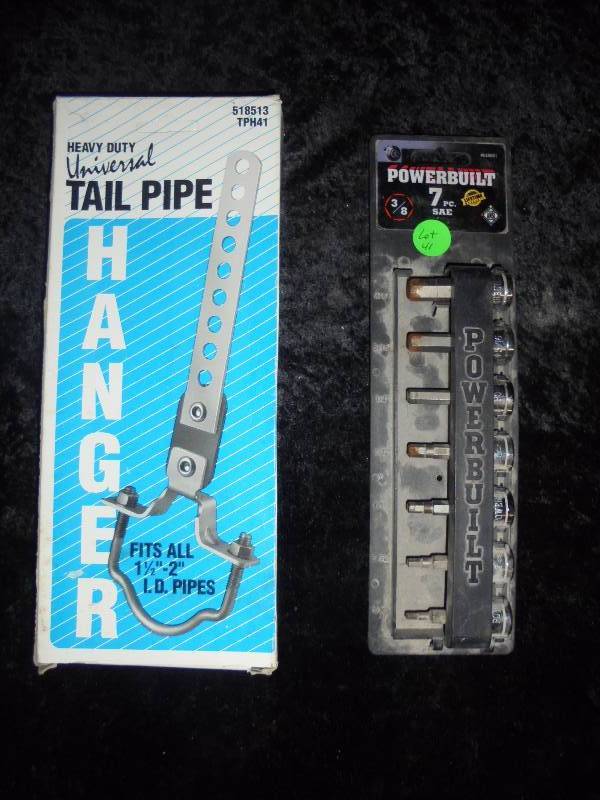 518513
TPH41
HEAVY DUTY
Universal
TAIL PIPE
HANGER
FITS ALL
1½"-2"
I.D. PIPES
POWERBUILT
3/8
7 PC.
SAE
Lot
41
POWERBUILT